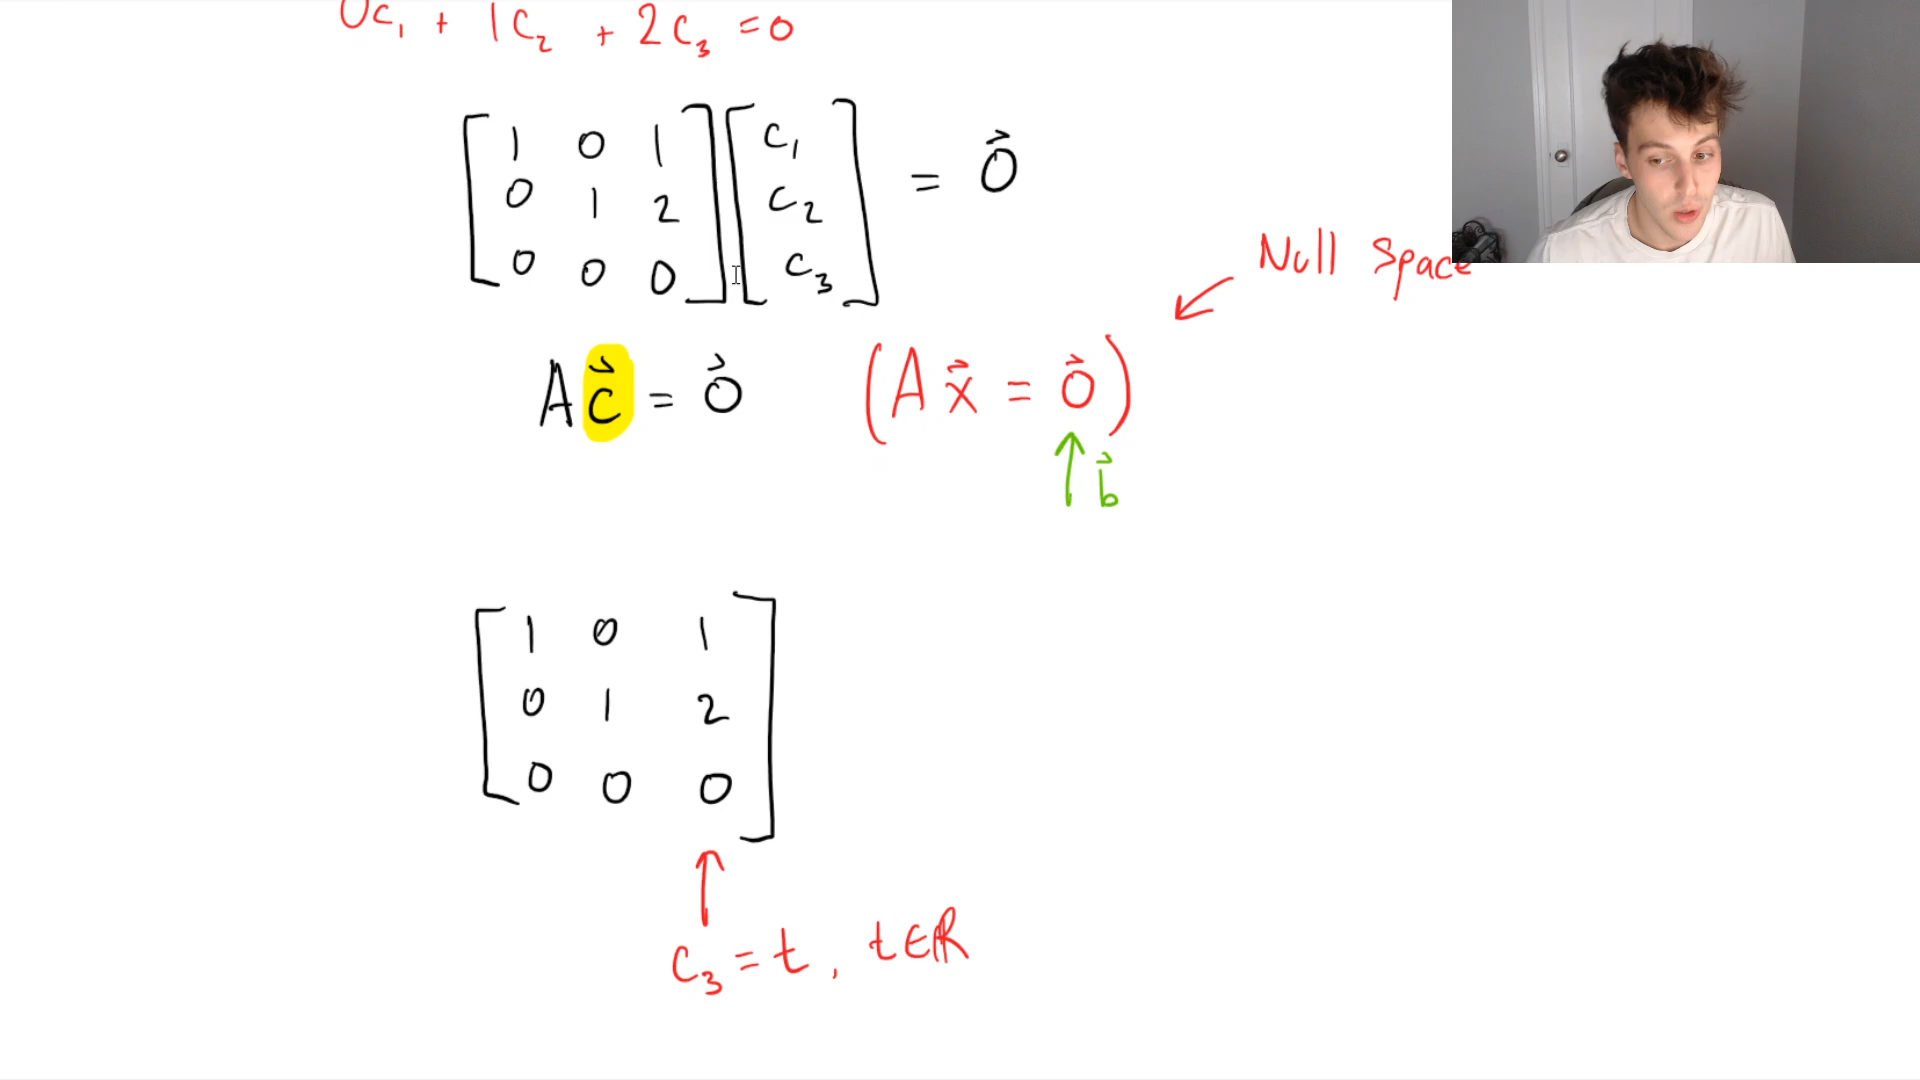 0c₁ + 1c₂ + 2c₃ = 0
[1 0 1] [c₁]
[0 1 2] [c₂] = 0⃗
[0 0 0] [c₃]
Null Space
Ac⃗ = 0⃗ (Ax⃗ = 0⃗)
b⃗
[1 0 1]
[0 1 2]
[0 0 0]
c₃ = t, t∈ℝ